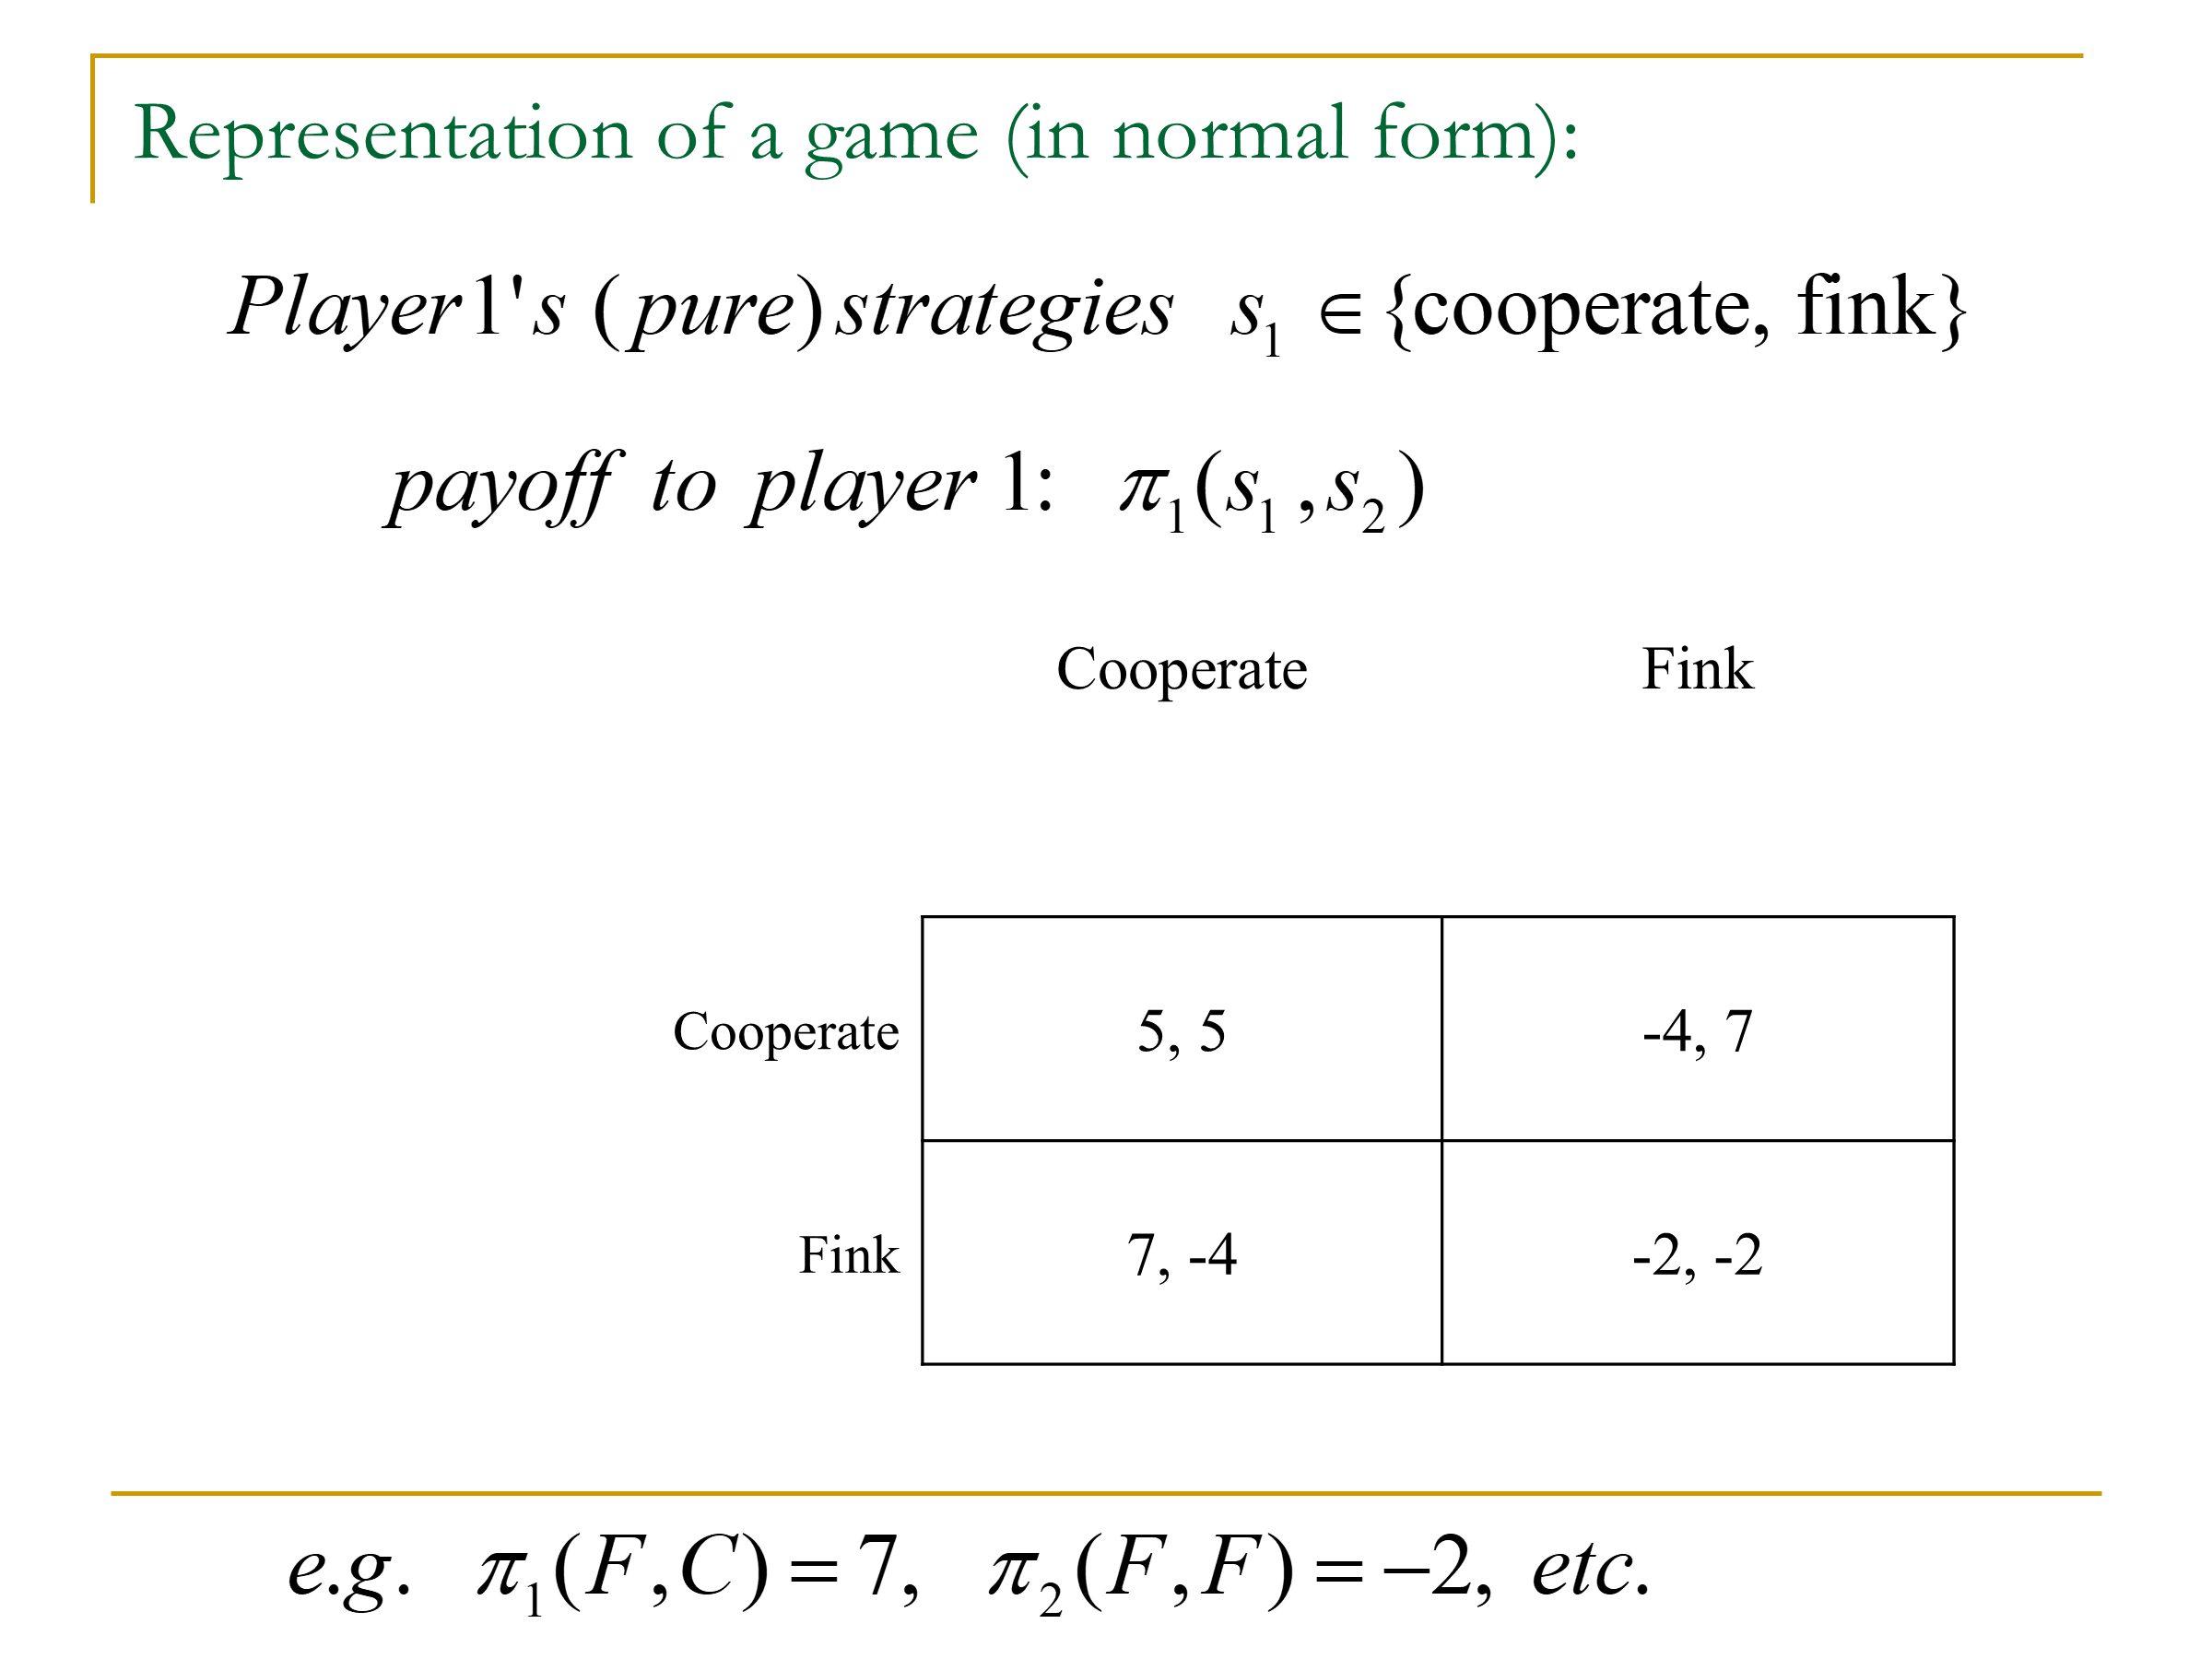 Representation of a game (in normal form):
Player 1's (pure) strategies s₁ ∈ {cooperate, fink}
payoff to player 1: π₁(s₁, s₂)
Cooperate Fink
Cooperate 5, 5 -4, 7
Fink 7, -4 -2, -2
e.g. π₁(F, C) = 7, π₂(F, F) = −2, etc.